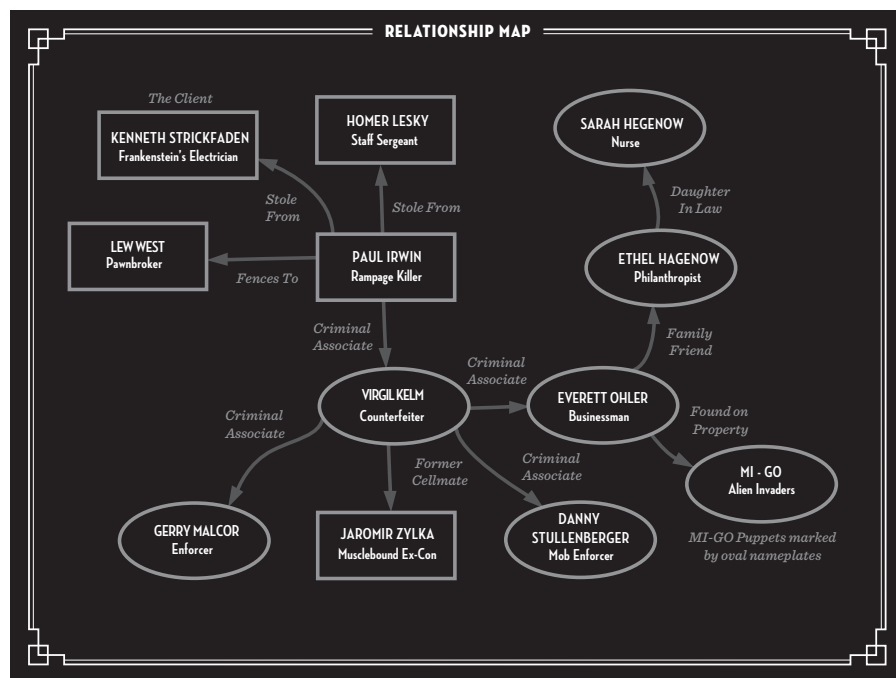 RELATIONSHIP MAP
The Client
KENNETH STRICKFADEN
Frankenstein's Electrician
HOMER LESKY
Staff Sergeant
SARAH HEGENOW
Nurse
Stole
From
Stole From
Daughter
In Law
LEW WEST
Pawnbroker
Fences To
PAUL IRWIN
Rampage Killer
ETHEL HAGENOW
Philanthropist
Criminal
Associate
Family
Friend
Criminal
Associate
VIRGIL KELM
Counterfeiter
EVERETT OHLER
Businessman
Criminal
Associate
Former
Cellmate
Criminal
Associate
Found on
Property
MI - GO
Alien Invaders
GERRY MALCOR
Enforcer
JAROMIR ZYLKA
Musclebound Ex-Con
DANNY
STULLENBERGER
Mob Enforcer
MI-GO Puppets marked
by oval nameplates